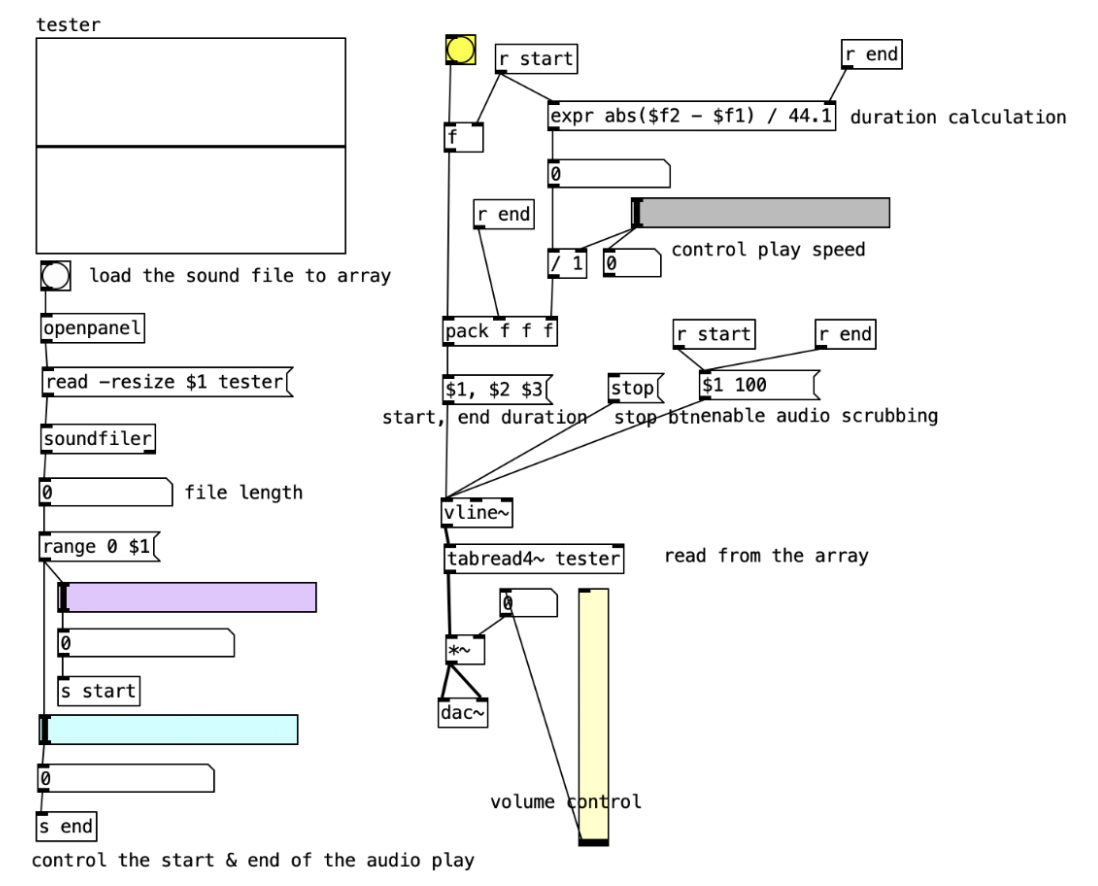 tester
load the sound file to array
openpanel
read -resize $1 tester
soundfiler
0
file length
range 0 $1
0
s start
0
s end
control the start & end of the audio play
r start
r end
expr abs($f2 - $f1) / 44.1
duration calculation
f
0
r end
control play speed
/ 1
0
pack f f f
r start
r end
$1, $2 $3
stop
$1 100
start, end duration
stop btn
enable audio scrubbing
vline~
tabread4~ tester
read from the array
0
*~
dac~
volume control